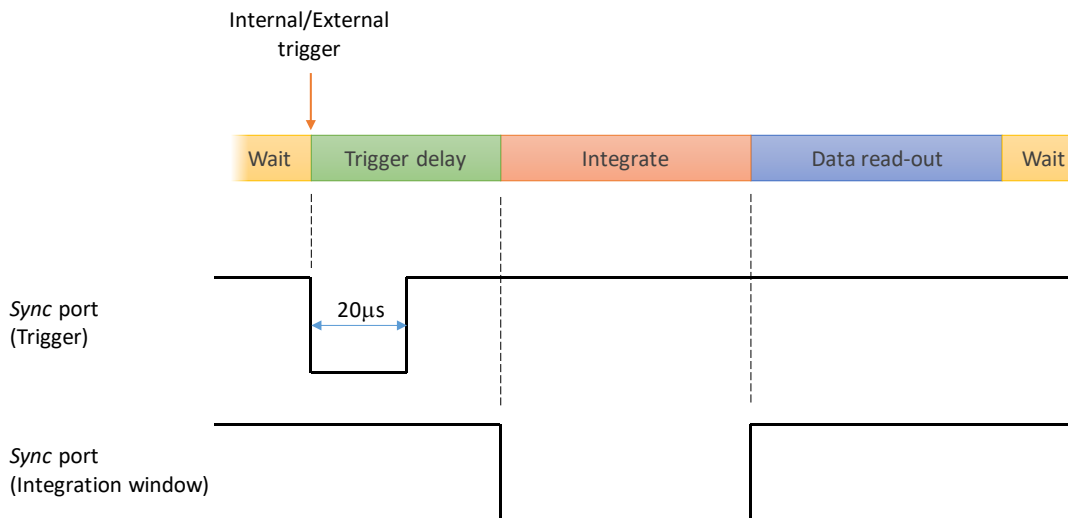 Internal/External
trigger
Wait
Trigger delay
Integrate
Data read-out
Wait
Sync port
(Trigger)
20μs
Sync port
(Integration window)